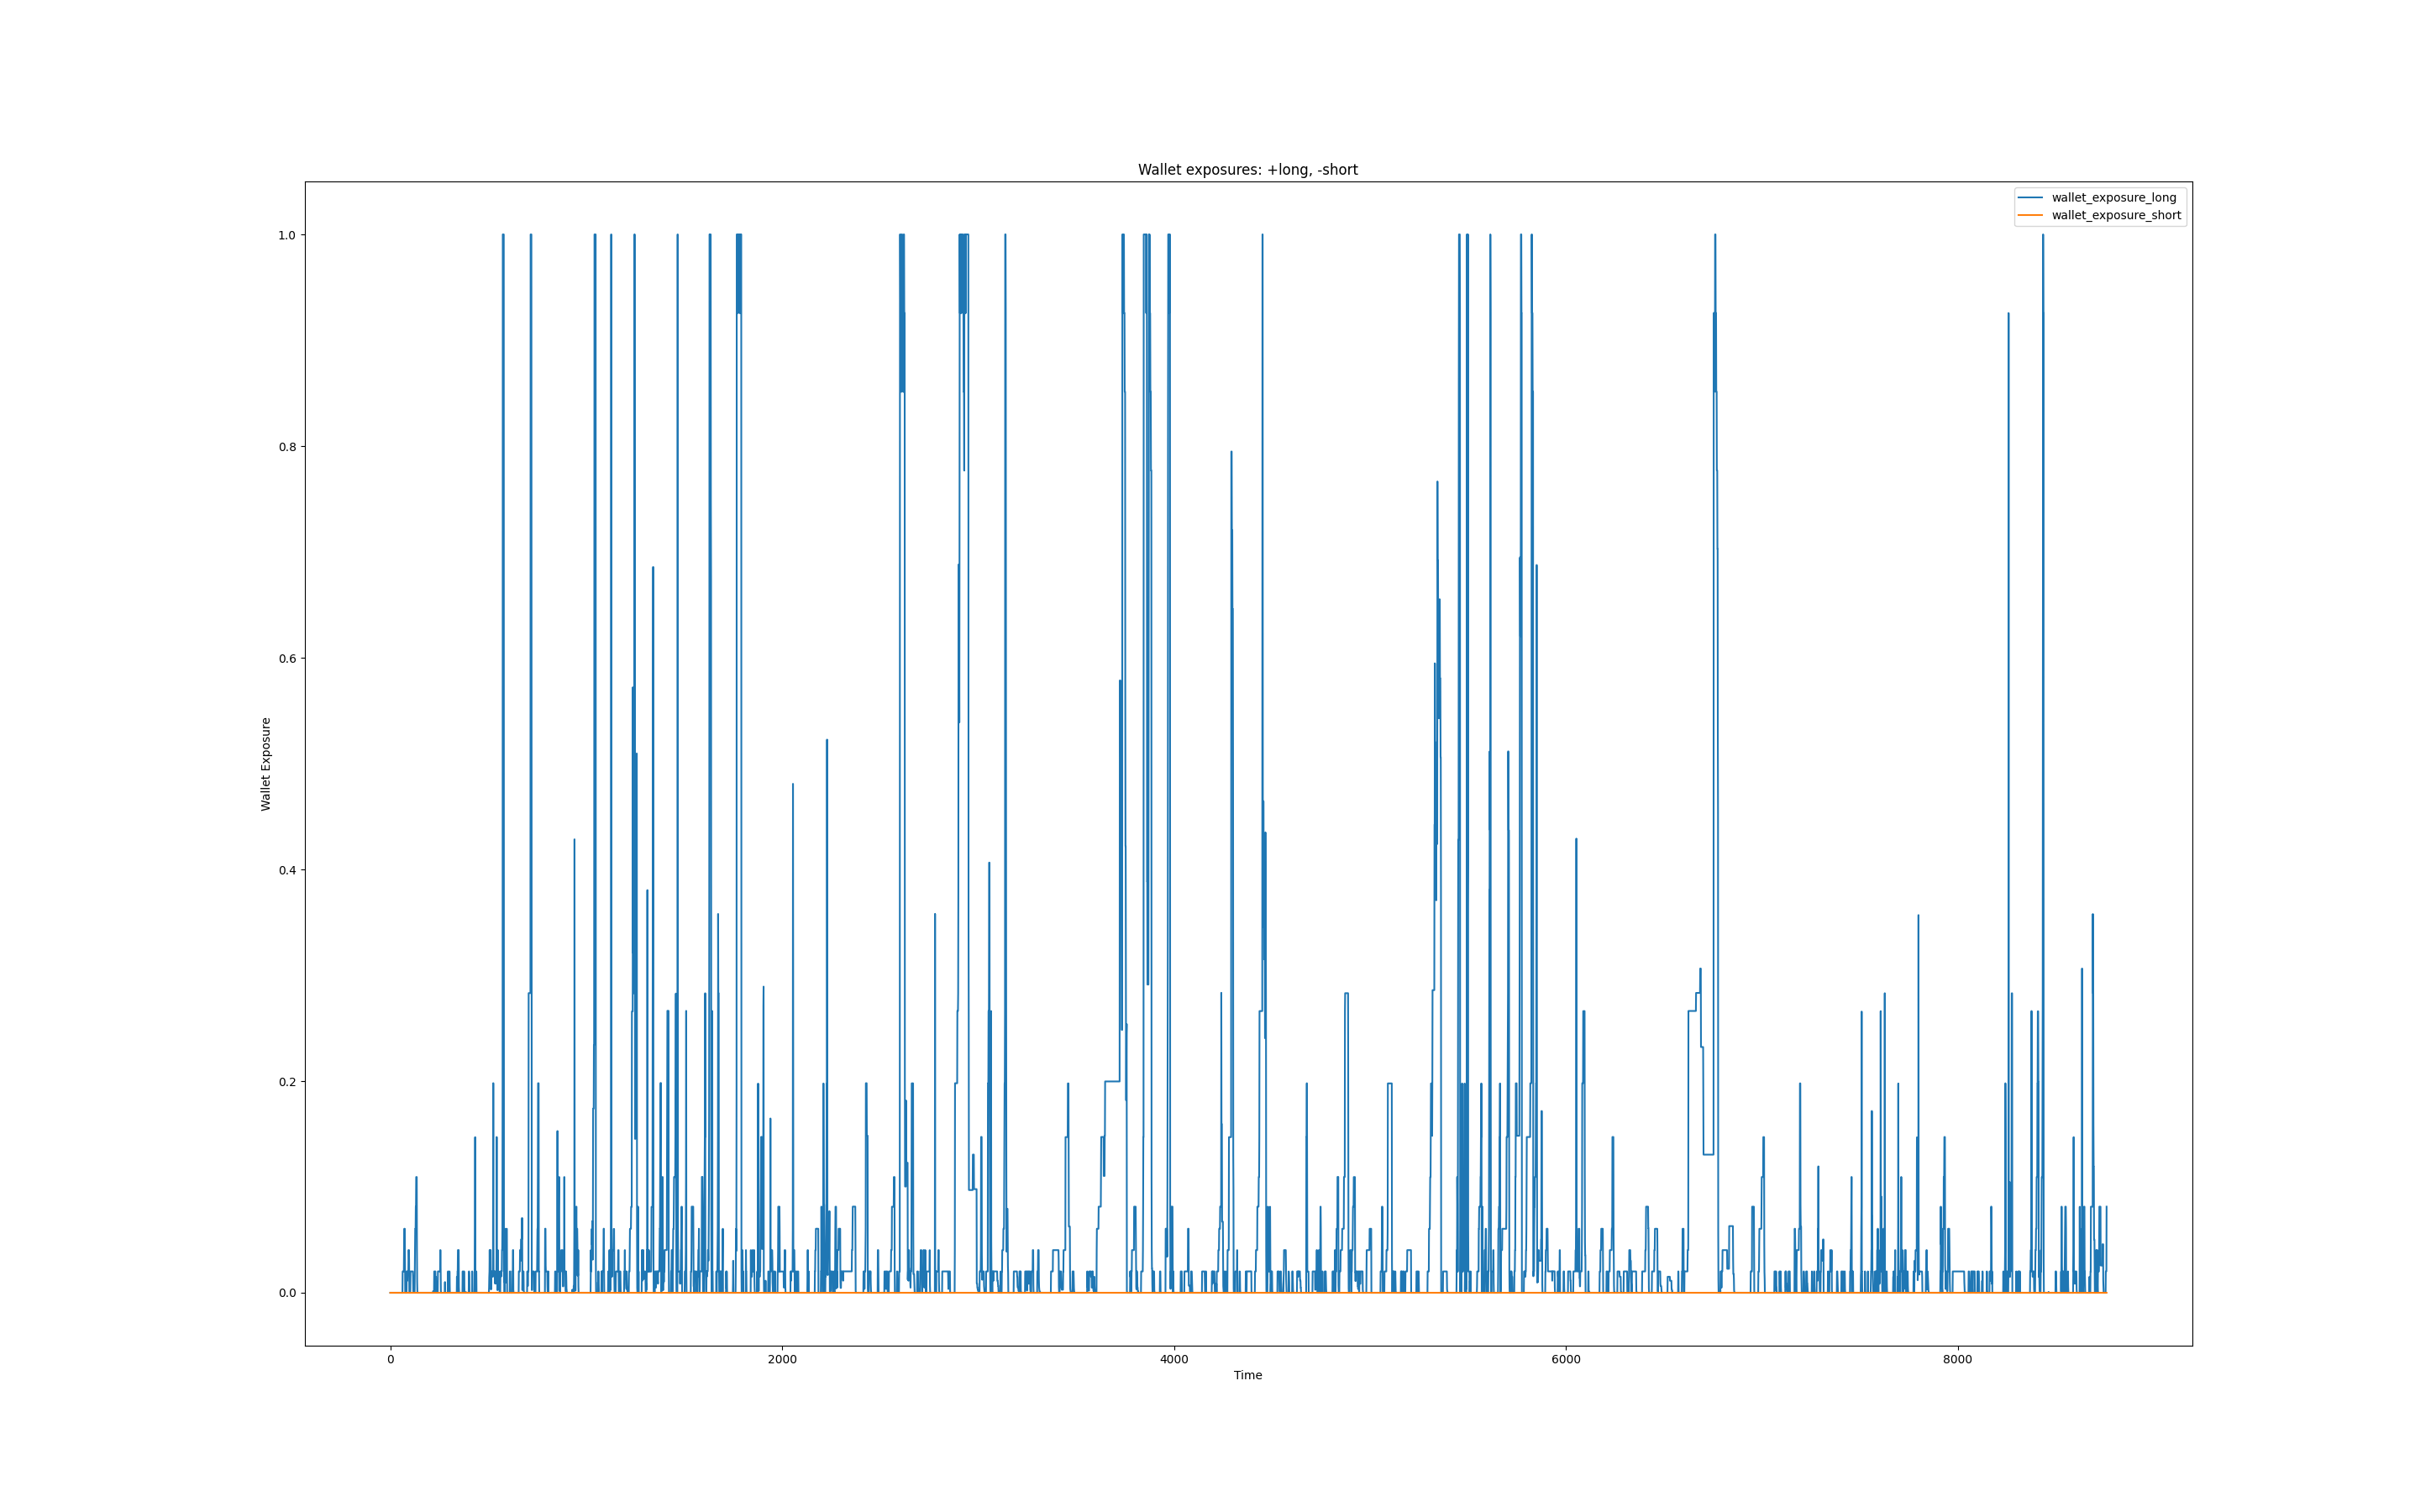 Wallet exposures: +long, -short
wallet_exposure_long
wallet_exposure_short
1.0
0.8
0.6
0.4
0.2
0.0
Wallet Exposure
0 2000 4000 6000 8000
Time